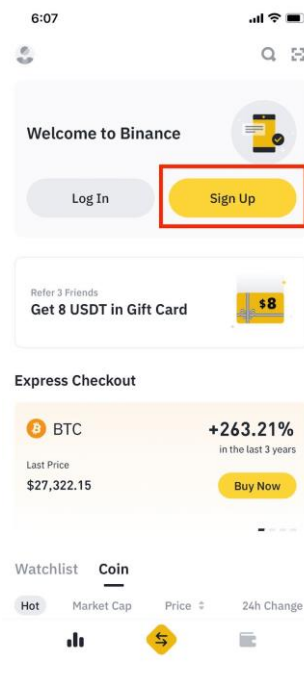 6:07
Welcome to Binance
Log In
Sign Up
Refer 3 Friends
Get 8 USDT in Gift Card
$8
Express Checkout
BTC
+263.21%
in the last 3 years
Last Price
$27,322.15
Buy Now
Watchlist Coin
Hot Market Cap Price 24h Change